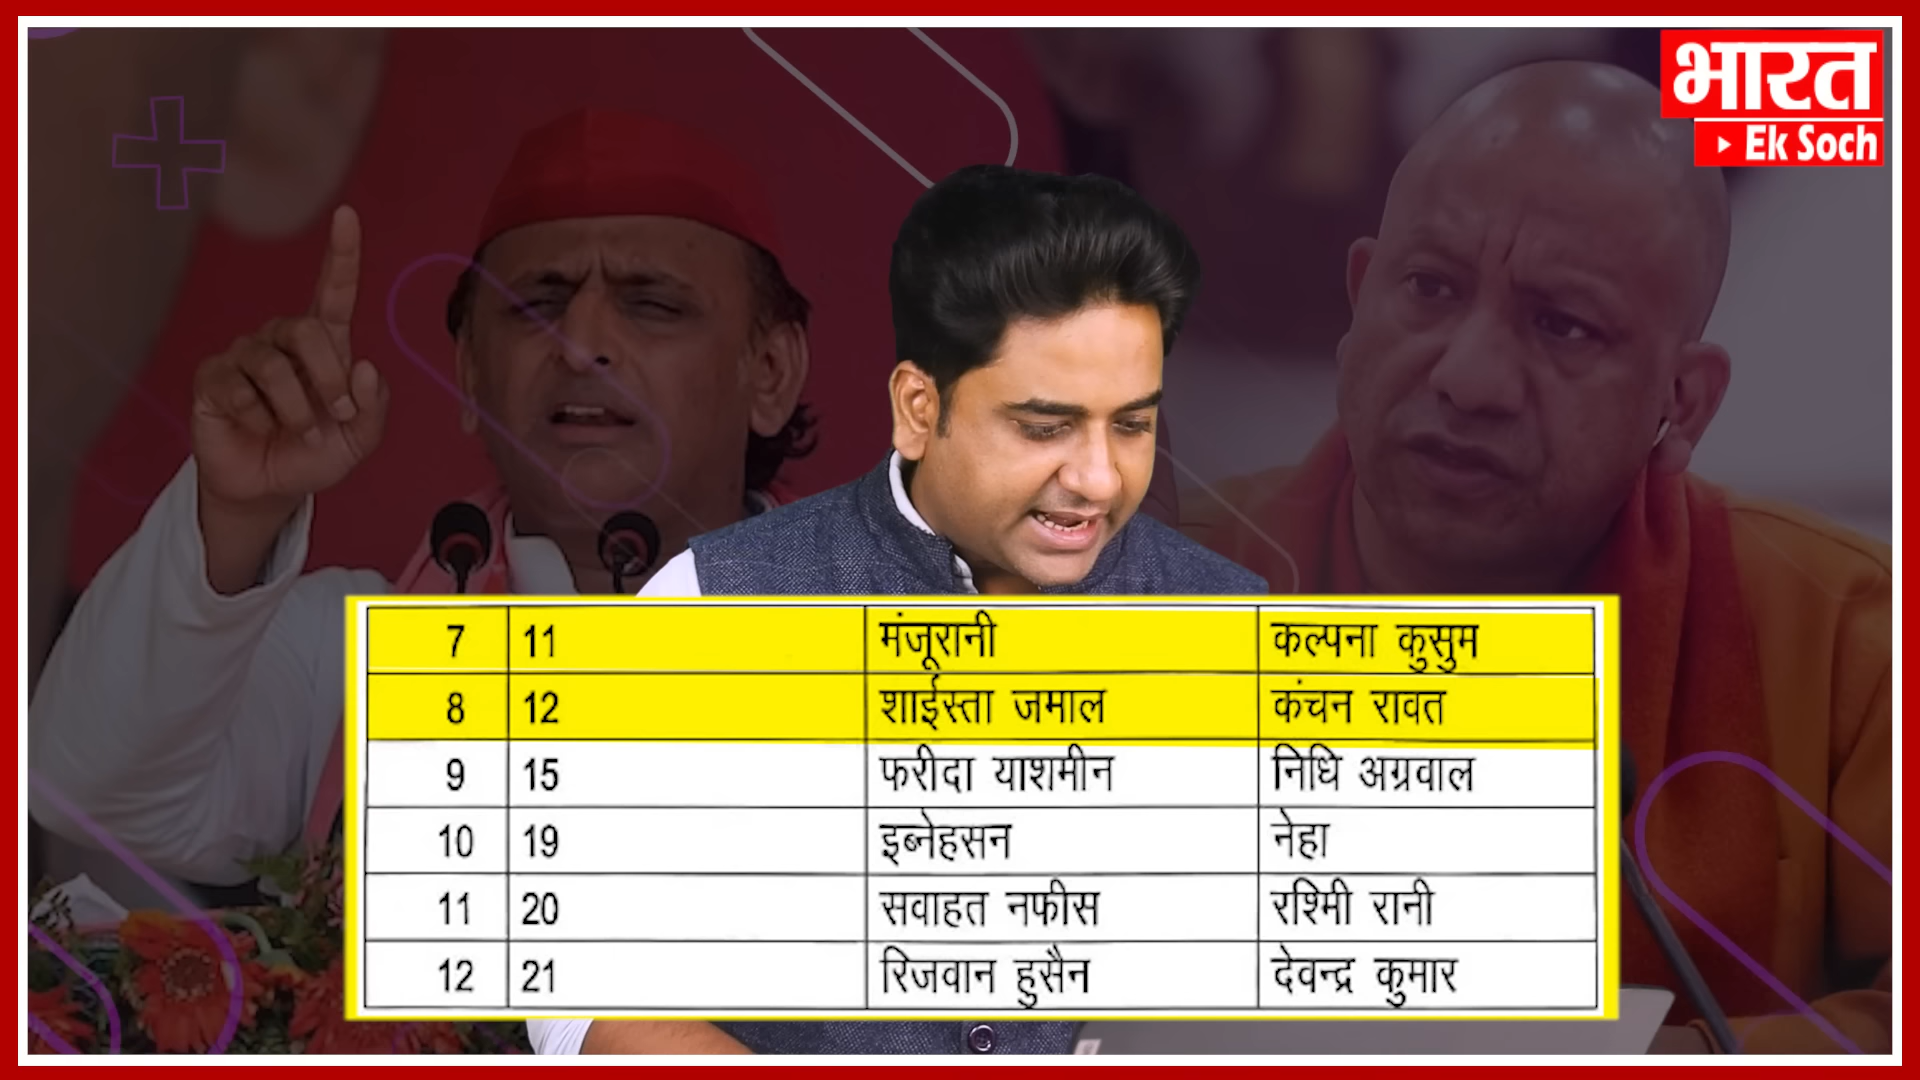 भारत
Ek Soch
7 11 मंजूरानी कल्पना कुसुम
8 12 शाईस्ता जमाल कंचन रावत
9 15 फरीदा याशमीन निधि अग्रवाल
10 19 इब्नेहसन नेहा
11 20 सवाहत नफीस रश्मि रानी
12 21 रिजवान हुसैन देवन्द्र कुमार